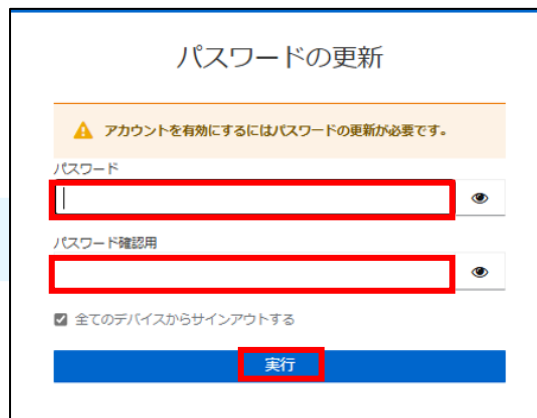 パスワードの更新
アカウントを有効にするにはパスワードの更新が必要です。
パスワード
パスワード確認用
全てのデバイスからサインアウトする
実行